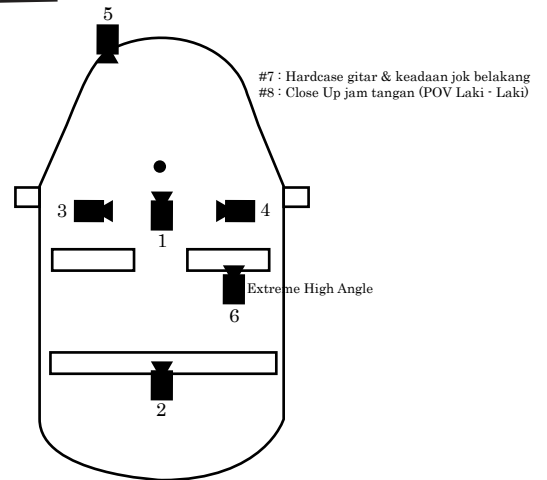 5
#7 : Hardcase gitar & keadaan jok belakang
#8 : Close Up jam tangan (POV Laki - Laki)
3
4
1
Extreme High Angle
6
2